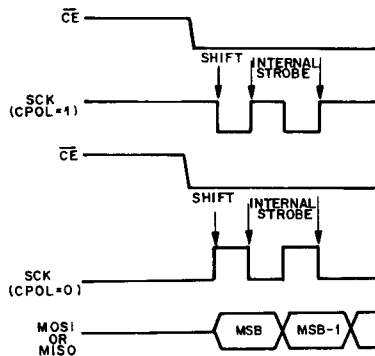 CE
SHIFT
INTERNAL
STROBE
SCK
(CPOL=1)
CE
SHIFT
INTERNAL
STROBE
SCK
(CPOL=0)
MOSI
OR
MISO
MSB
MSB-1